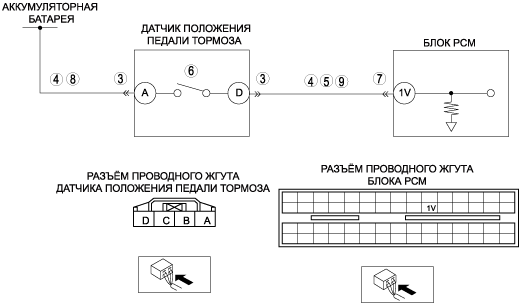 АККУМУЛЯТОРНАЯ
БАТАРЕЯ
ДАТЧИК ПОЛОЖЕНИЯ
ПЕДАЛИ ТОРМОЗА
БЛОК PCM
4 8 3 A 6 D 3 4 5 9 7 1V
РАЗЪЁМ ПРОВОДНОГО ЖГУТА
ДАТЧИКА ПОЛОЖЕНИЯ ПЕДАЛИ ТОРМОЗА
D C B A
РАЗЪЁМ ПРОВОДНОГО ЖГУТА
БЛОКА PCM
1V